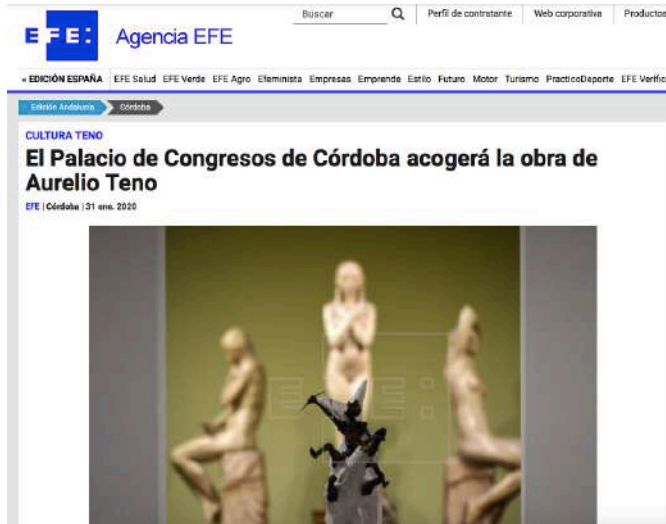 Buscar
Perfil de contratante Web corporativa Productos
EFE: Agencia EFE
« EDICIÓN ESPAÑA EFE Salud EFE Verde EFE Agro Efeminista Empresas Emprende Estilo Futuro Motor Turismo PracticoDeporte EFE Verific
Edición Andalucía Córdoba
CULTURA TENO
El Palacio de Congresos de Córdoba acogerá la obra de
Aurelio Teno
EFE | Córdoba | 31 ene. 2020
EFE: